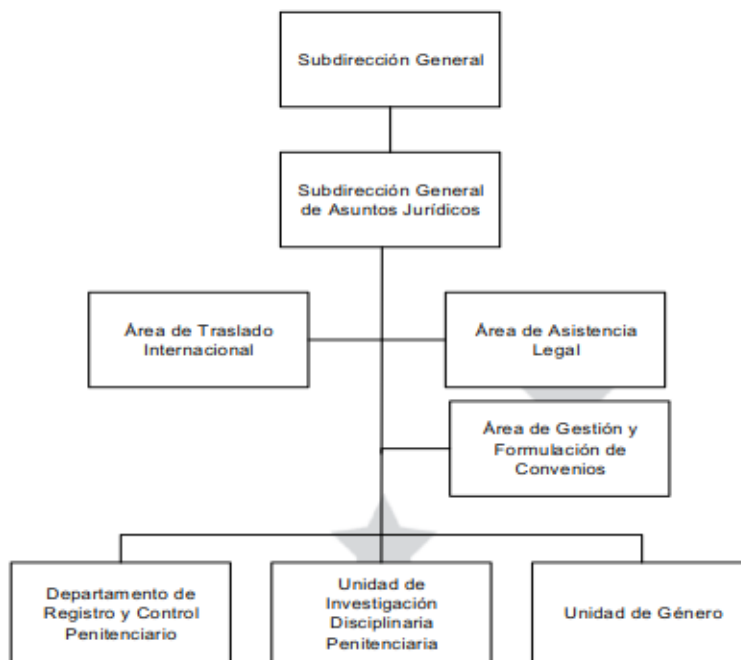 Subdirección General
Subdirección General
de Asuntos Jurídicos
Área de Traslado
Internacional
Área de Asistencia
Legal
Área de Gestión y
Formulación de
Convenios
Departamento de
Registro y Control
Penitenciario
Unidad de
Investigación
Disciplinaria
Penitenciaria
Unidad de Género